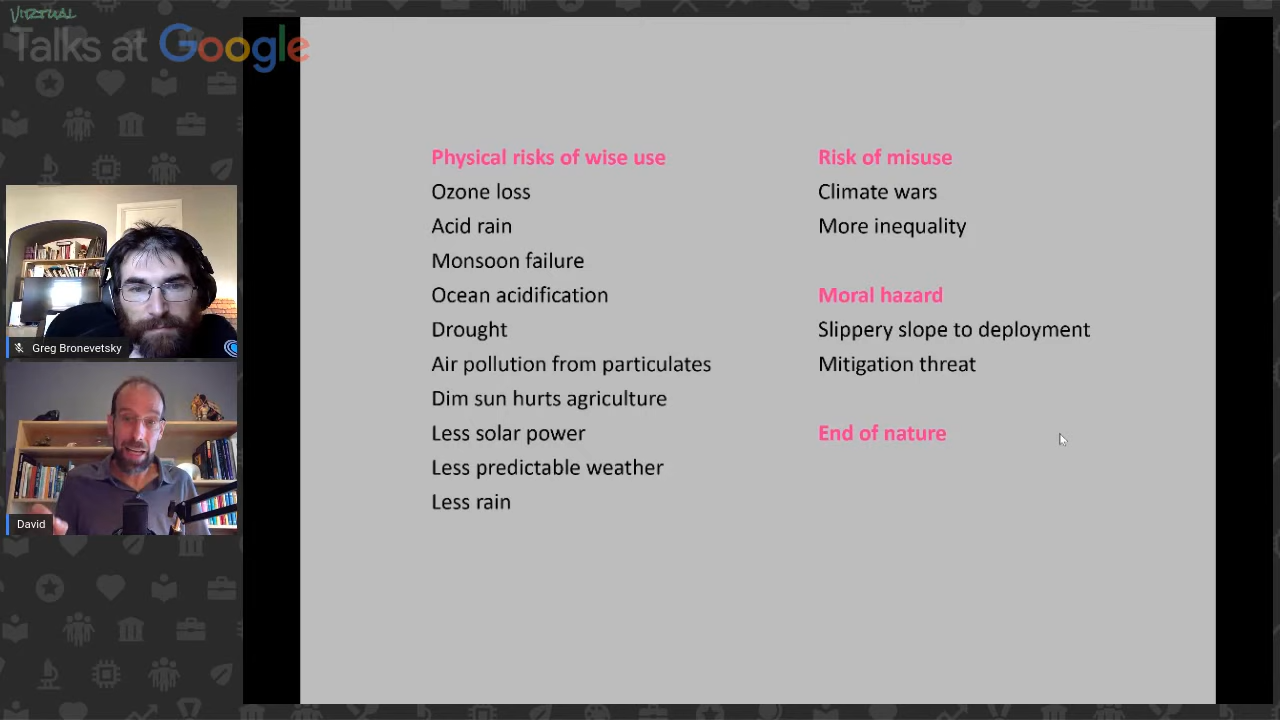 VIRTUAL
Talks at Google
Physical risks of wise use
Ozone loss
Acid rain
Monsoon failure
Ocean acidification
Drought
Air pollution from particulates
Dim sun hurts agriculture
Less solar power
Less predictable weather
Less rain
Risk of misuse
Climate wars
More inequality
Moral hazard
Slippery slope to deployment
Mitigation threat
End of nature
Greg Bronevetsky
David